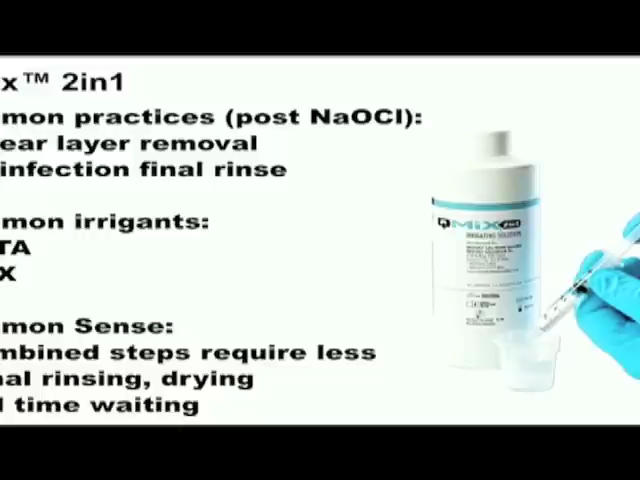 x™ 2in1
mon practices (post NaOCl):
ear layer removal
infection final rinse
mon irrigants:
TA
X
mon Sense:
mbined steps require less
al rinsing, drying
l time waiting
QMiX 2in1
IRRIGATING SOLUTION